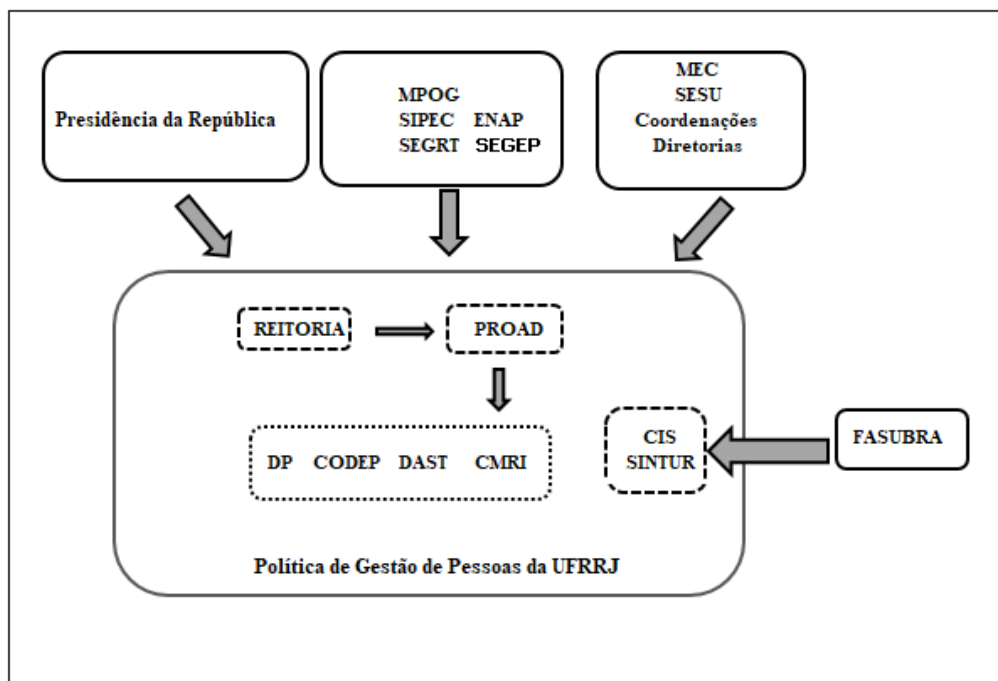 Presidência da República
MPOG
SIPEC ENAP
SEGRT SEGEP
MEC
SESU
Coordenações
Diretorias
REITORIA
PROAD
DP CODEP DAST CMRI
CIS
SINTUR
FASUBRA
Política de Gestão de Pessoas da UFRRJ